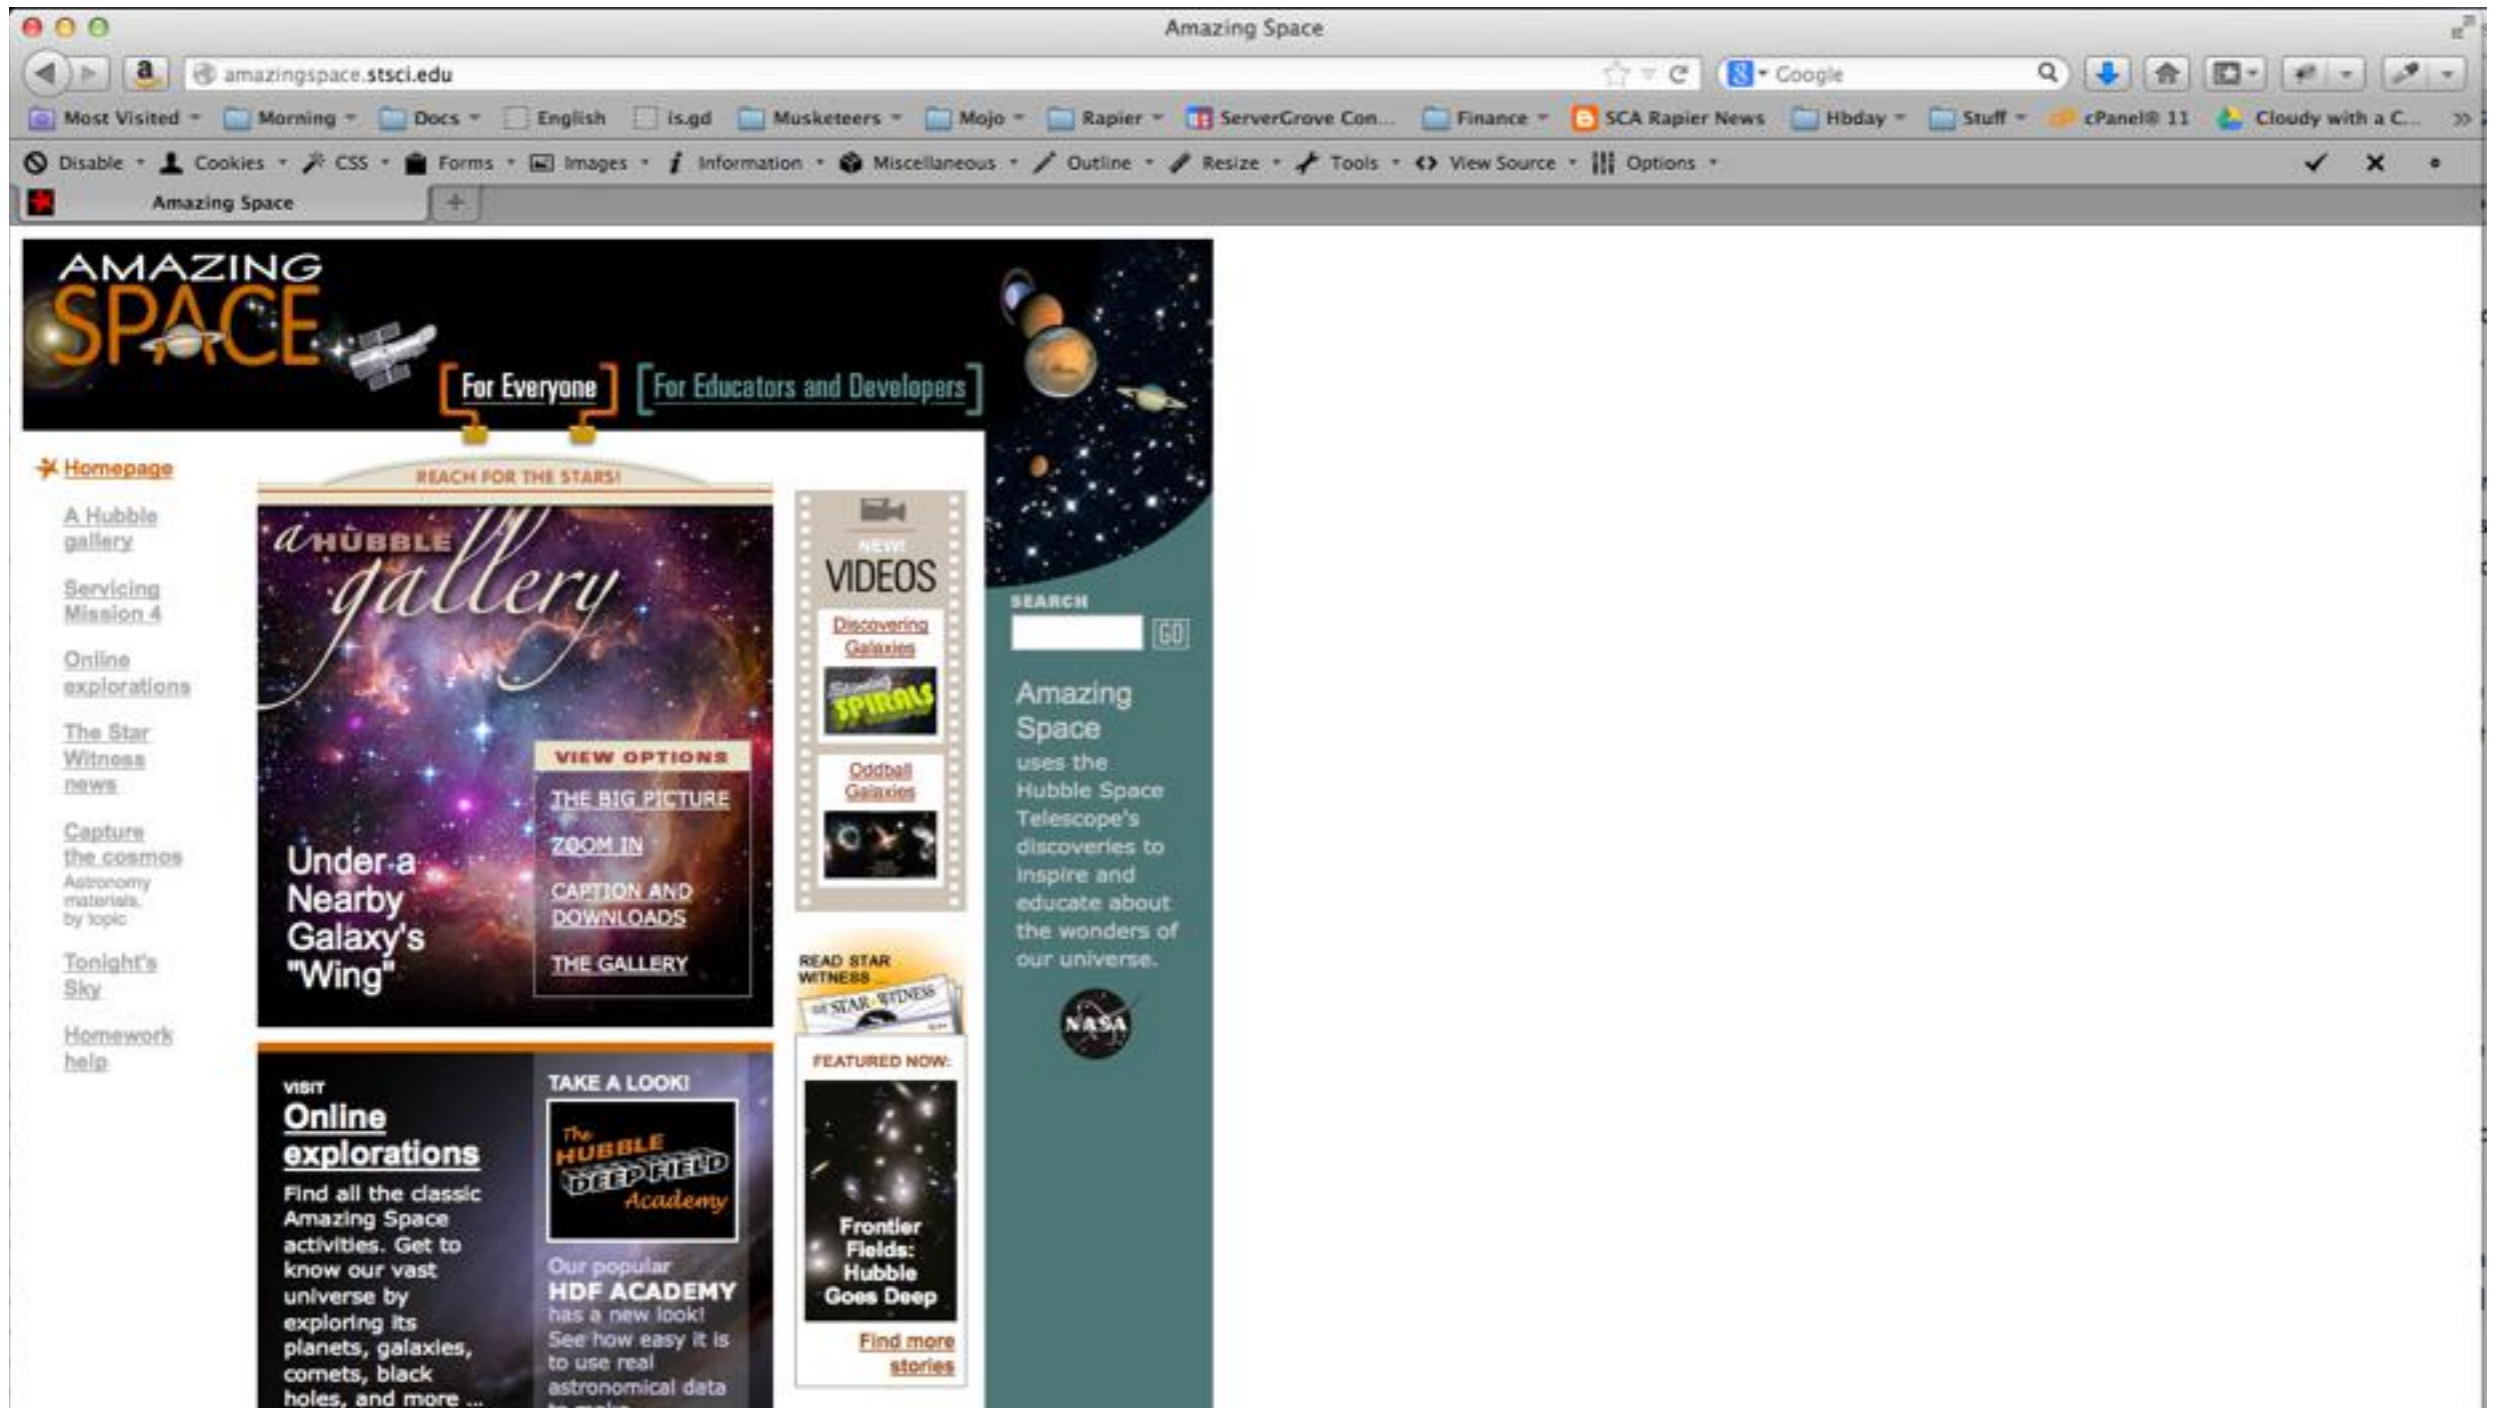 Amazing Space
amazingspace.stsci.edu
Google
Most Visited
Morning
Docs
English
is.gd
Musketeers
Mojo
Rapier
ServerGrove Con...
Finance
SCA Rapier News
Hbday
Stuff
cPanel® 11
Cloudy with a C...
Disable
Cookies
CSS
Forms
Images
Information
Miscellaneous
Outline
Resize
Tools
View Source
Options
Amazing Space
AMAZING
SPACE
For Everyone
For Educators and Developers
Homepage
A Hubble
gallery
Servicing
Mission 4
Online
explorations
The Star
Witness
news
Capture
the cosmos
Astronomy
materials,
by topic
Tonight's
Sky
Homework
help
REACH FOR THE STARS!
a HUBBLE
gallery
Under a
Nearby
Galaxy's
"Wing"
VIEW OPTIONS
THE BIG PICTURE
ZOOM IN
CAPTION AND
DOWNLOADS
THE GALLERY
VISIT
Online
explorations
Find all the classic
Amazing Space
activities. Get to
know our vast
universe by
exploring its
planets, galaxies,
comets, black
holes, and more ...
TAKE A LOOK!
The
HUBBLE
DEEP FIELD
Academy
Our popular
HDF ACADEMY
has a new look!
See how easy it is
to use real
astronomical data
to make
NEW!
VIDEOS
Discovering
Galaxies
SPIRALS
Oddball
Galaxies
READ STAR
WITNESS ...
STAR WITNESS
FEATURED NOW:
Frontier
Fields:
Hubble
Goes Deep
Find more
stories
SEARCH
GO
Amazing
Space
uses the
Hubble Space
Telescope's
discoveries to
inspire and
educate about
the wonders of
our universe.
NASA